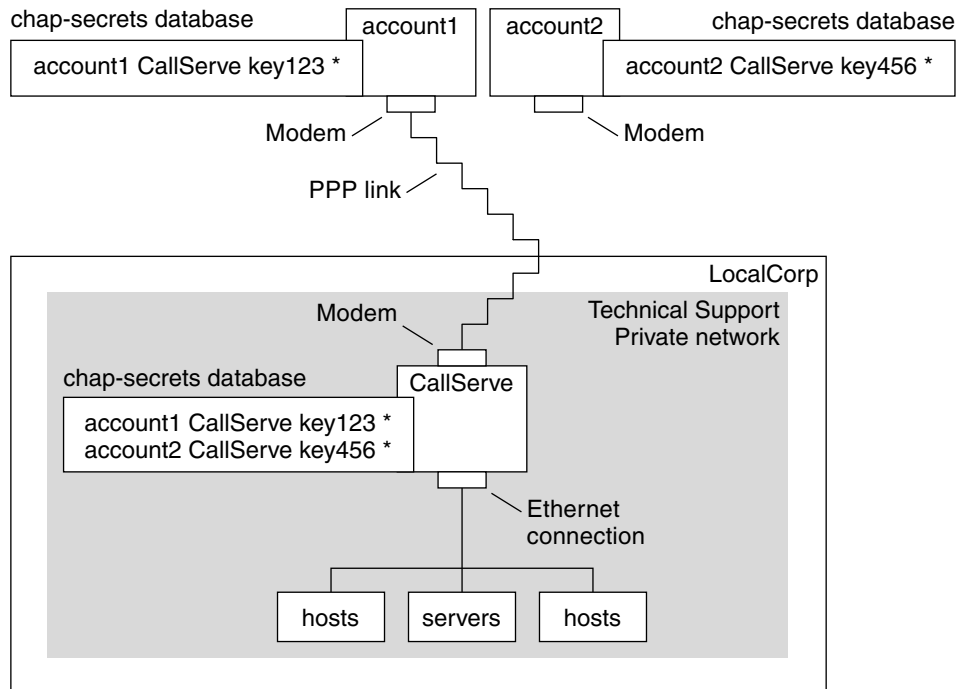 chap-secrets database
account1 CallServe key123 *
account1
account2
chap-secrets database
account2 CallServe key456 *
Modem
Modem
PPP link
LocalCorp
Technical Support
Private network
Modem
CallServe
chap-secrets database
account1 CallServe key123 *
account2 CallServe key456 *
Ethernet
connection
hosts
servers
hosts